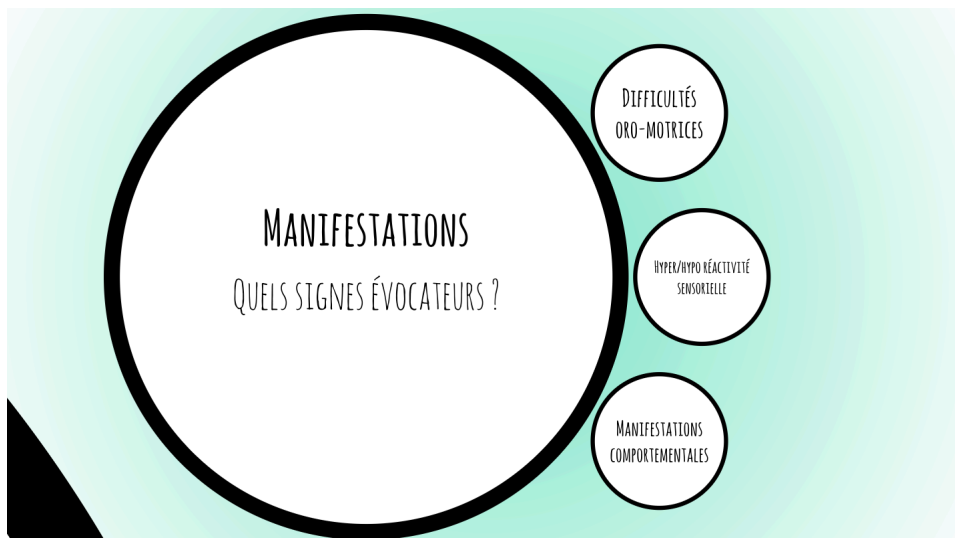 Manifestations
Quels signes évocateurs ?
Difficultés
oro-motrices
Hyper/hypo réactivité
sensorielle
Manifestations
comportementales